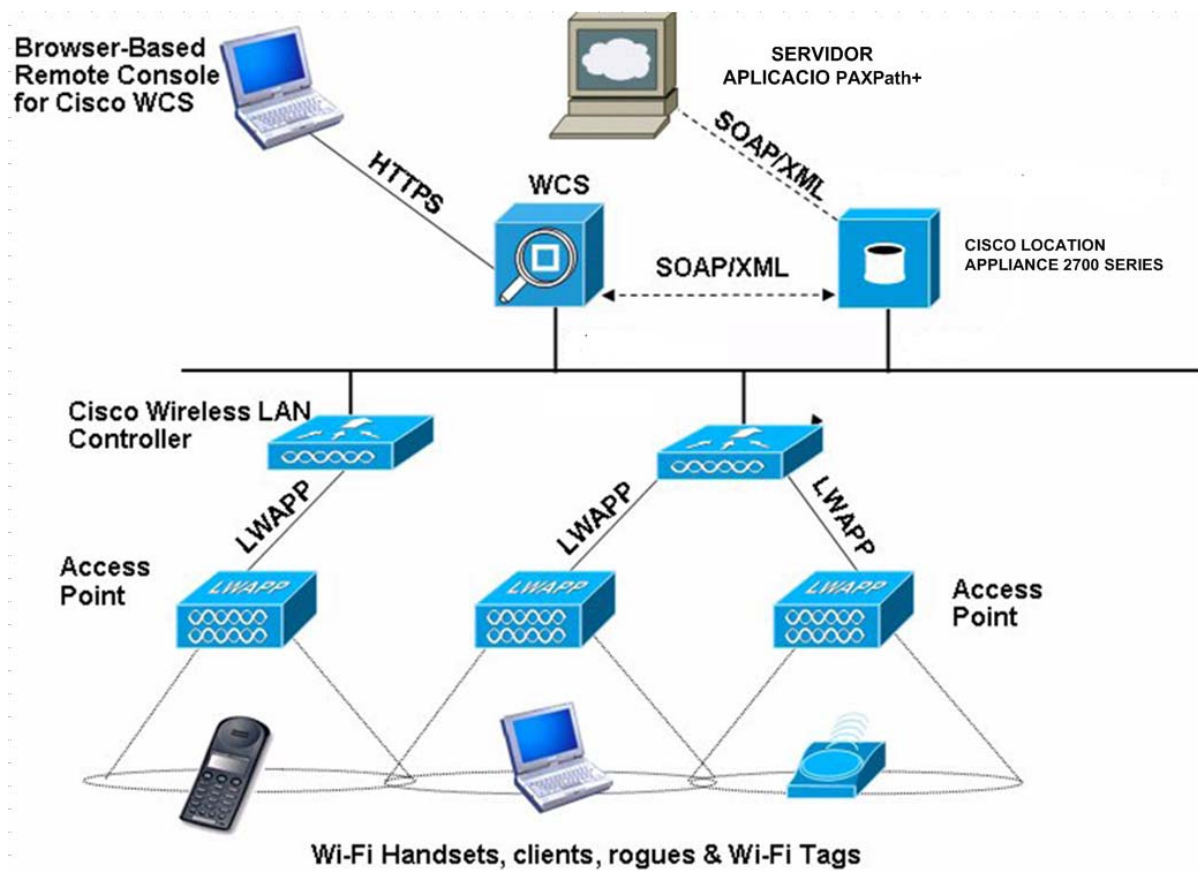 Browser-Based
Remote Console
for Cisco WCS
SERVIDOR
APLICACIO PAXPath+
HTTPS
SOAP/XML
WCS
SOAP/XML
CISCO LOCATION
APPLIANCE 2700 SERIES
Cisco Wireless LAN
Controller
LWAPP
LWAPP
LWAPP
Access
Point
LWAPP
LWAPP
LWAPP
Access
Point
Wi-Fi Handsets, clients, rogues & Wi-Fi Tags